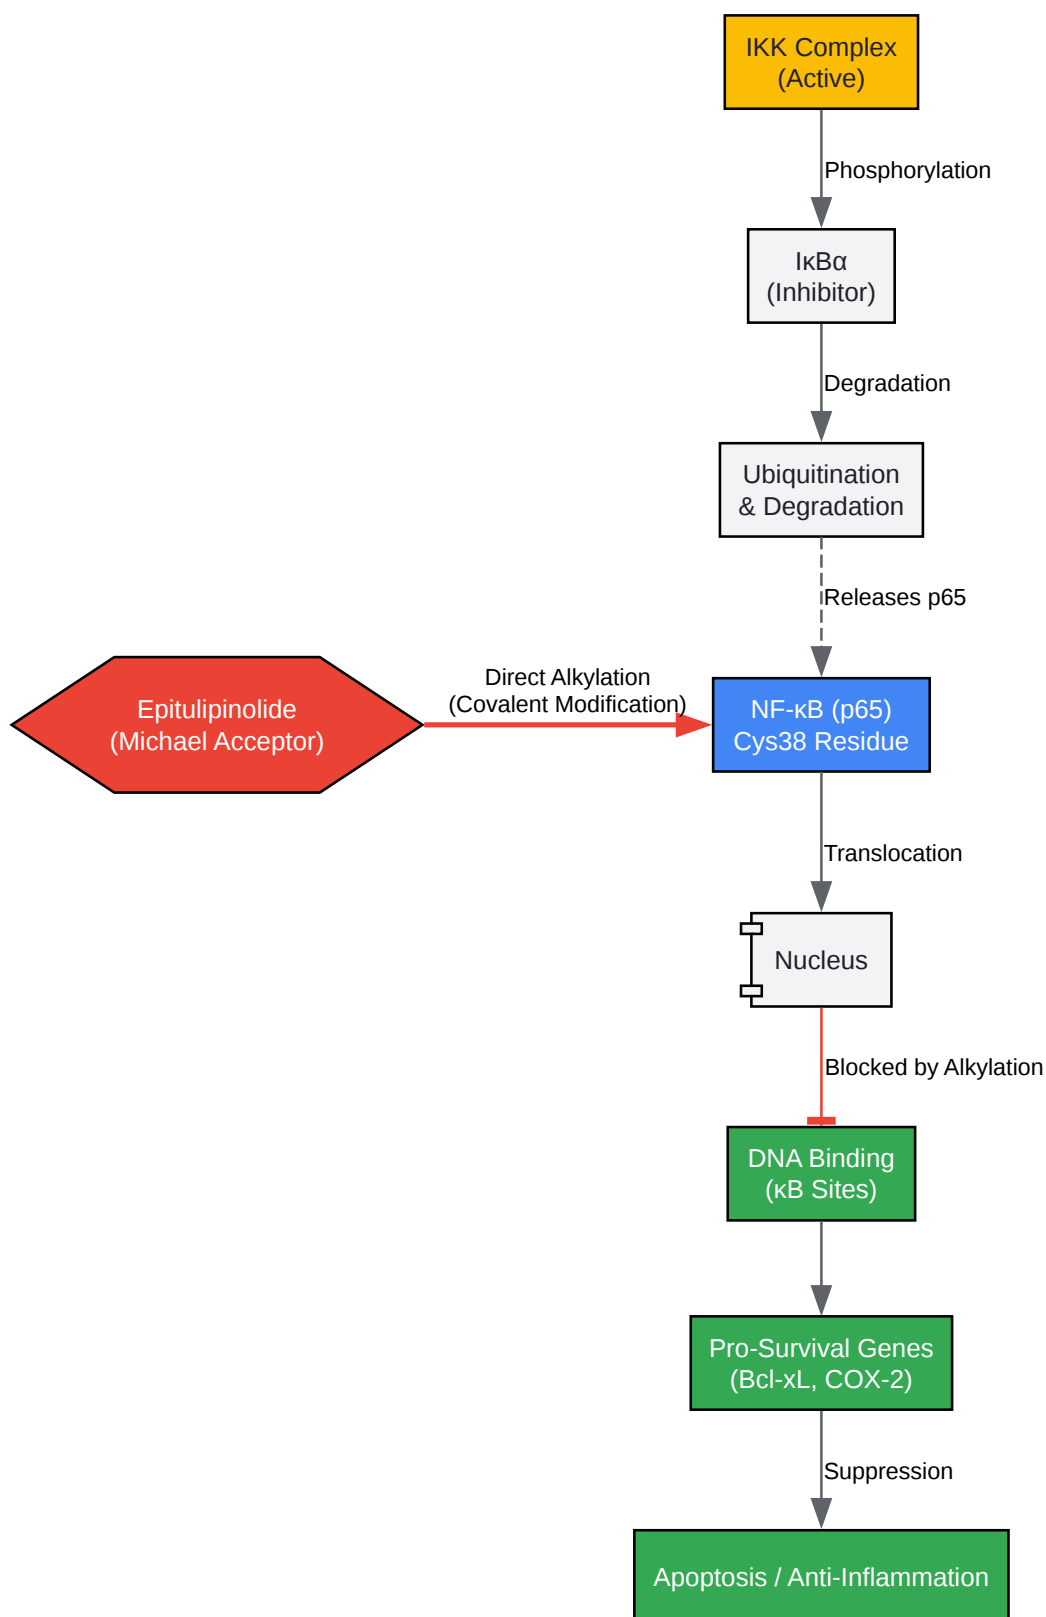 IKK Complex
(Active)
Phosphorylation
IκBα
(Inhibitor)
Degradation
Ubiquitination
& Degradation
Releases p65
Epitulipinolide
(Michael Acceptor)
Direct Alkylation
(Covalent Modification)
NF-κB (p65)
Cys38 Residue
Translocation
Nucleus
Blocked by Alkylation
DNA Binding
(κB Sites)
Pro-Survival Genes
(Bcl-xL, COX-2)
Suppression
Apoptosis / Anti-Inflammation